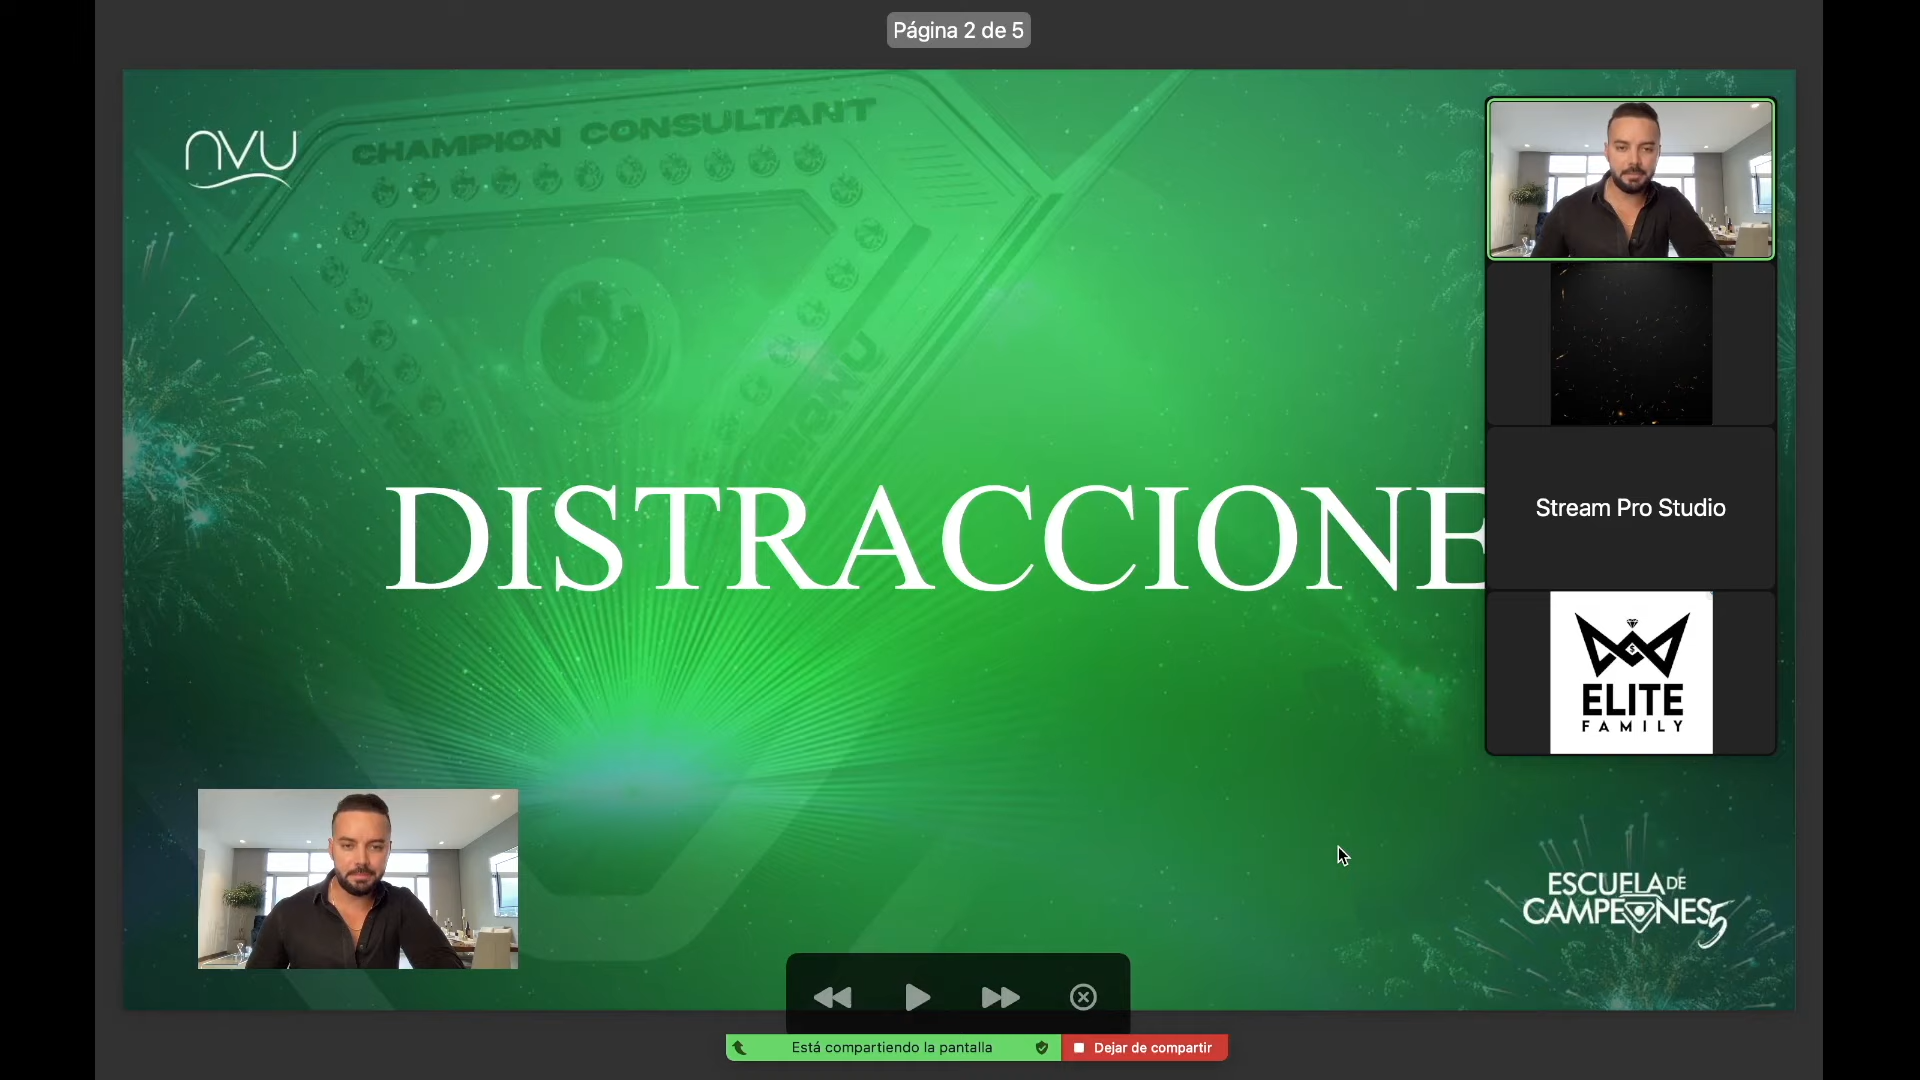 Página 2 de 5
nvu
CHAMPION CONSULTANT
DISTRACCIONE
Stream Pro Studio
ELITE
FAMILY
ESCUELA DE
CAMPEONES 5
Está compartiendo la pantalla
Dejar de compartir